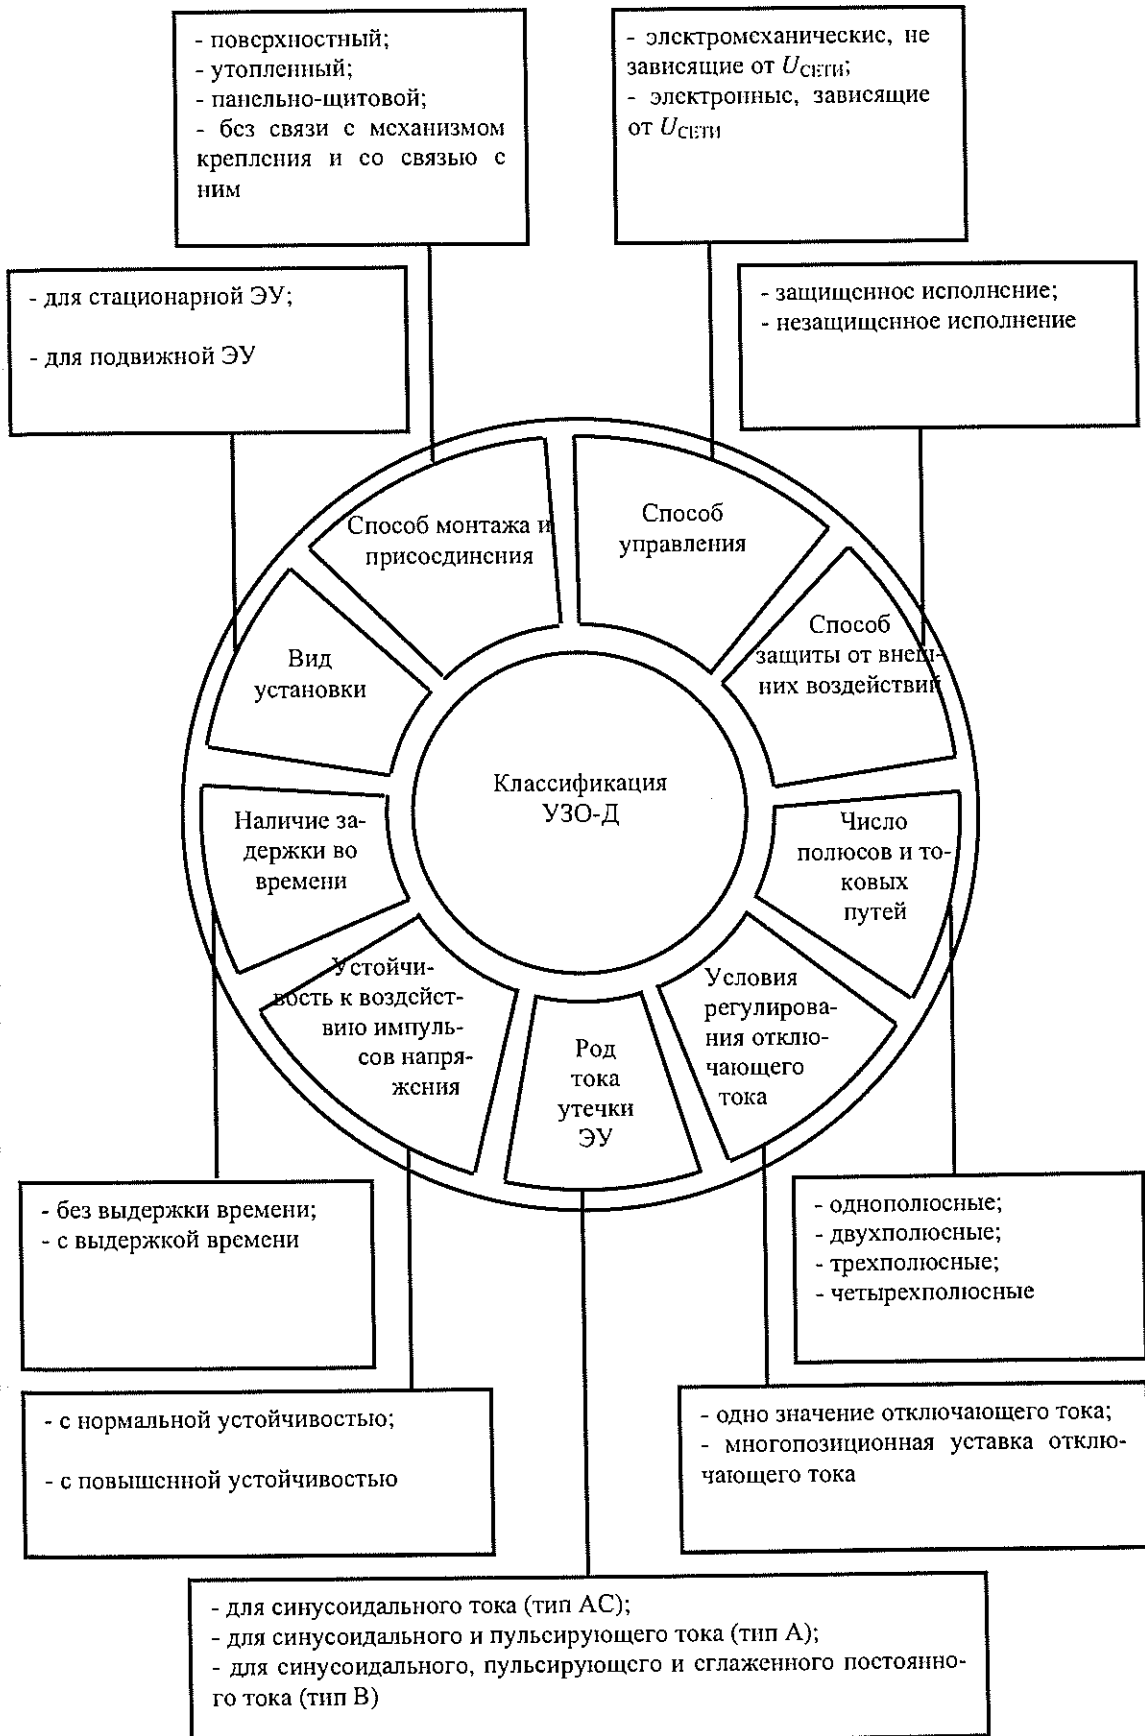 - поверхностный;
- утопленный;
- панельно-щитовой;
- без связи с механизмом
крепления и со связью с
ним
- электромеханические, не
зависящие от UСЕТИ;
- электронные, зависящие
от UСЕТИ
- для стационарной ЭУ;
- для подвижной ЭУ
- защищенное исполнение;
- незащищенное исполнение
Способ монтажа и
присоединения
Способ
управления
Вид
установки
Способ
защиты от внеш-
них воздействий
Классификация
УЗО-Д
Наличие за-
держки во
времени
Число
полюсов и то-
ковых
путей
Устойчи-
вость к воздейст-
вию импуль-
сов напря-
жения
Род
тока
утечки
ЭУ
Условия
регулирова-
ния отклю-
чающего
тока
- без выдержки времени;
- с выдержкой времени
- однополюсные;
- двухполюсные;
- трехполюсные;
- четырехполюсные
- с нормальной устойчивостью;
- с повышенной устойчивостью
- одно значение отключающего тока;
- многопозиционная уставка отклю-
чающего тока
- для синусоидального тока (тип АС);
- для синусоидального и пульсирующего тока (тип А);
- для синусоидального, пульсирующего и сглаженного постоянно-
го тока (тип В)